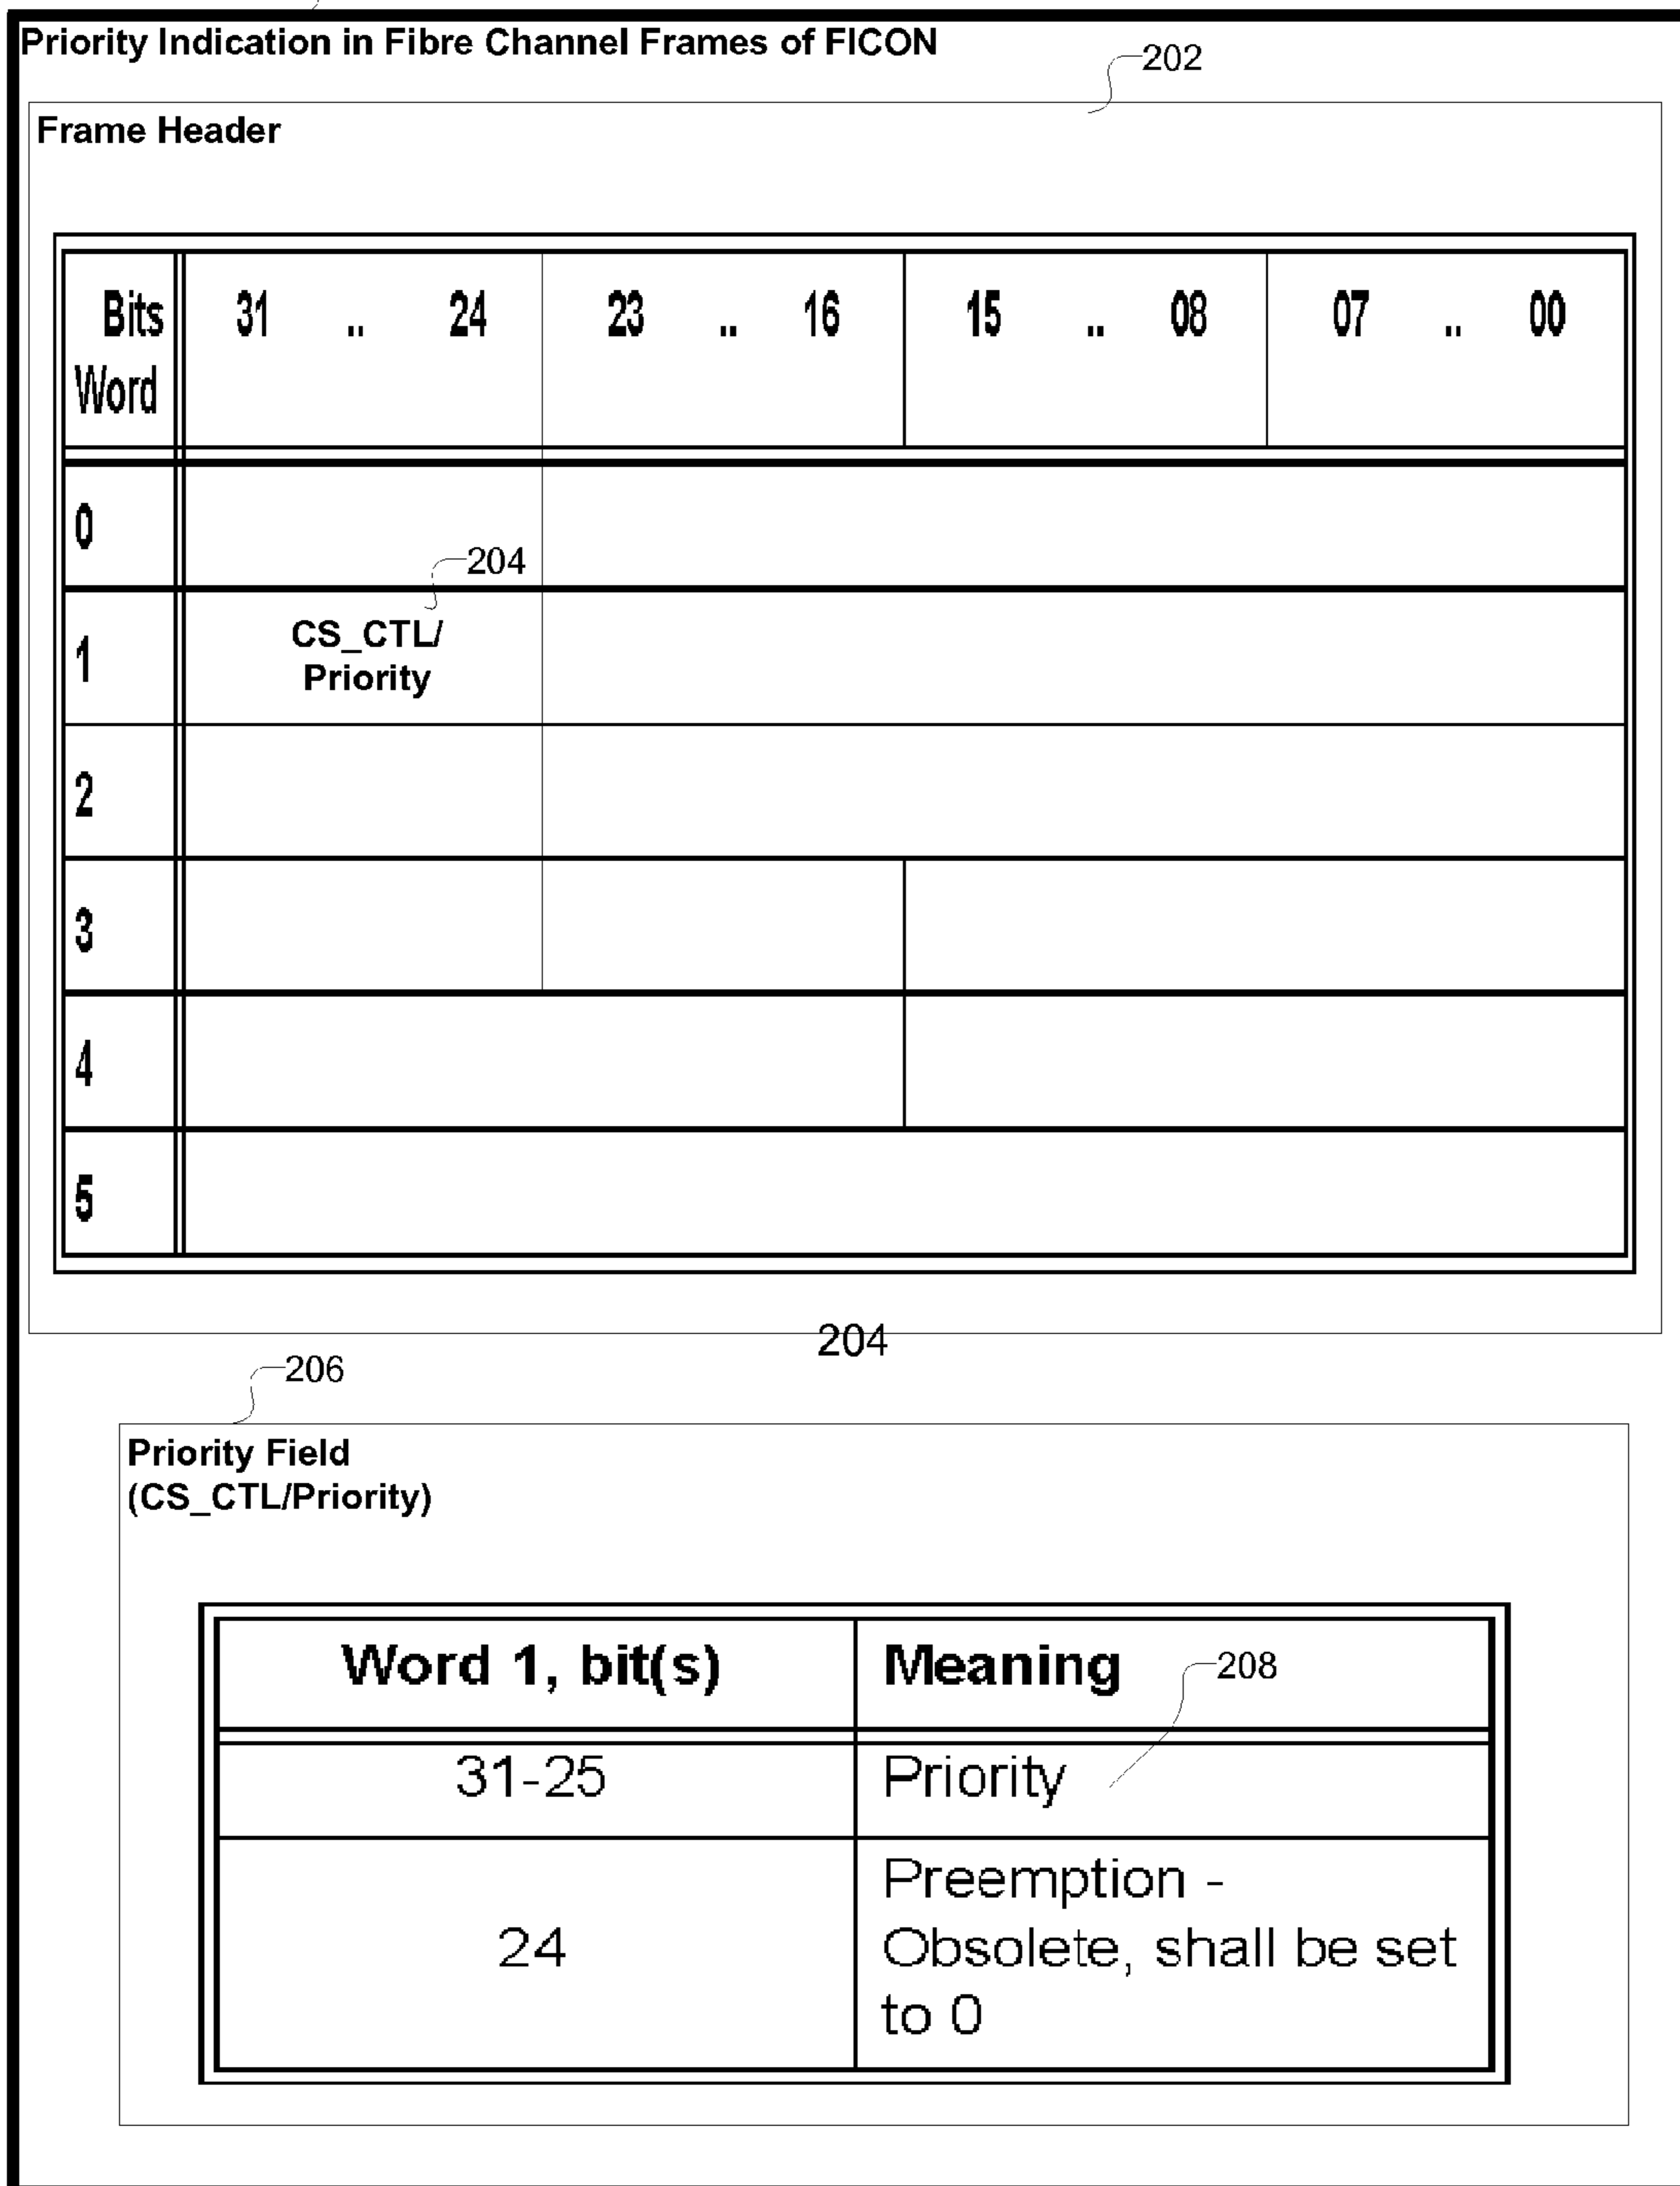 Priority Indication in Fibre Channel Frames of FICON
202
Frame Header
Bits 31 .. 24 23 .. 16 15 .. 08 07 .. 00
Word
0
204
1 CS_CTL/
Priority
2
3
4
5
204
206
Priority Field
(CS_CTL/Priority)
Word 1, bit(s) Meaning
208
31-25 Priority
24 Preemption -
Obsolete, shall be set
to 0